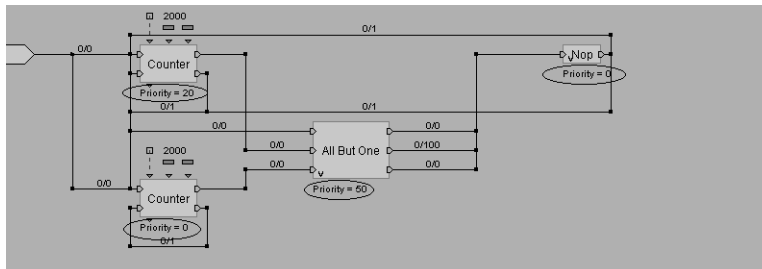 2000
0/1
0/0
Counter
Nop
Priority = 20
Priority = 0
0/1
0/1
0/0
0/0
0/0
All But One
0/100
2000
0/0
0/0
0/0
Counter
Priority = 50
Priority = 0
0/1